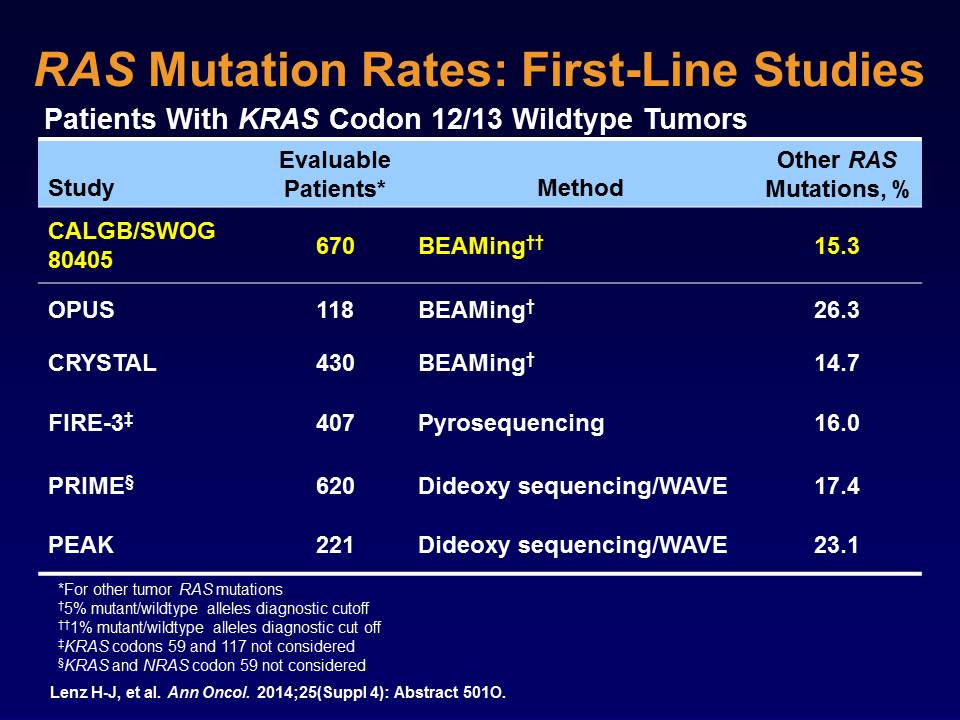 RAS Mutation Rates: First-Line Studies
Patients With KRAS Codon 12/13 Wildtype Tumors
Study Evaluable Patients* Method Other RAS Mutations, %
CALGB/SWOG 80405 670 BEAMing†† 15.3
OPUS 118 BEAMing† 26.3
CRYSTAL 430 BEAMing† 14.7
FIRE-3‡ 407 Pyrosequencing 16.0
PRIME§ 620 Dideoxy sequencing/WAVE 17.4
PEAK 221 Dideoxy sequencing/WAVE 23.1
*For other tumor RAS mutations
†5% mutant/wildtype alleles diagnostic cutoff
††1% mutant/wildtype alleles diagnostic cut off
‡KRAS codons 59 and 117 not considered
§KRAS and NRAS codon 59 not considered
Lenz H-J, et al. Ann Oncol. 2014;25(Suppl 4): Abstract 501O.